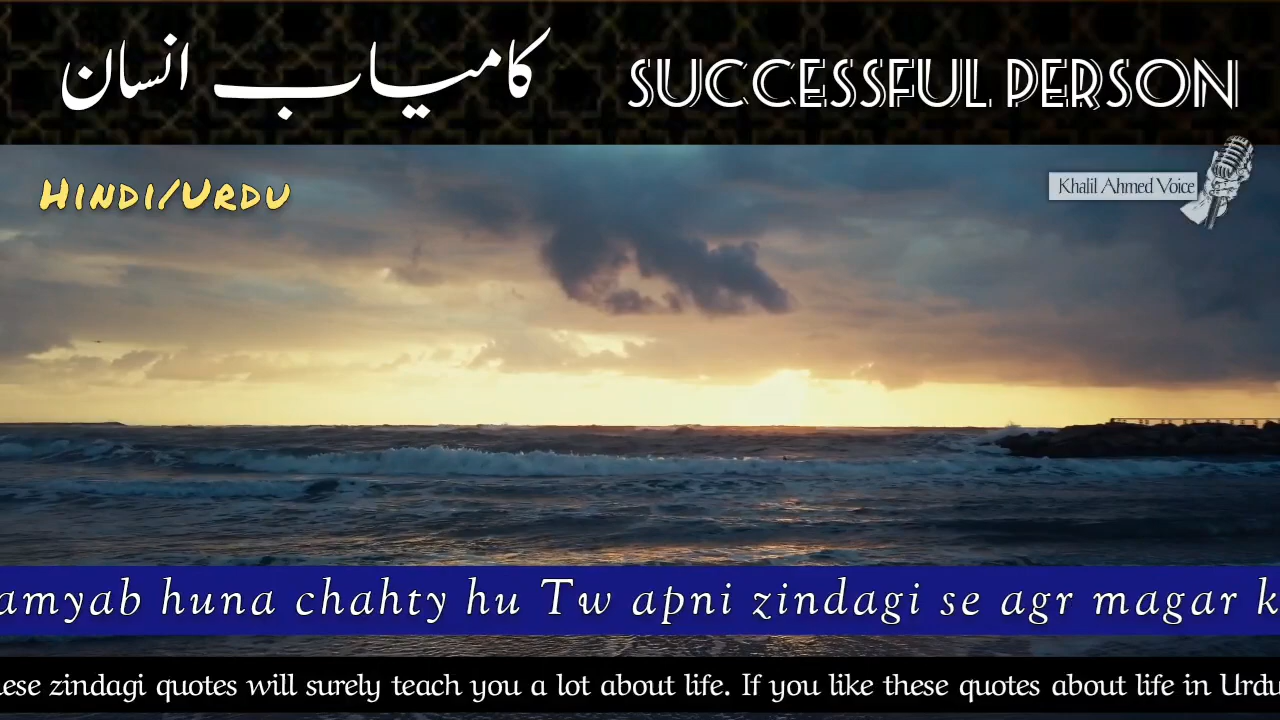 کامیاب انسان SUCCESSFUL PERSON
HINDI/URDU
Khalil Ahmed Voice
amyab huna chahty hu Tw apni zindagi se agr magar k
ese zindagi quotes will surely teach you a lot about life. If you like these quotes about life in Urdu